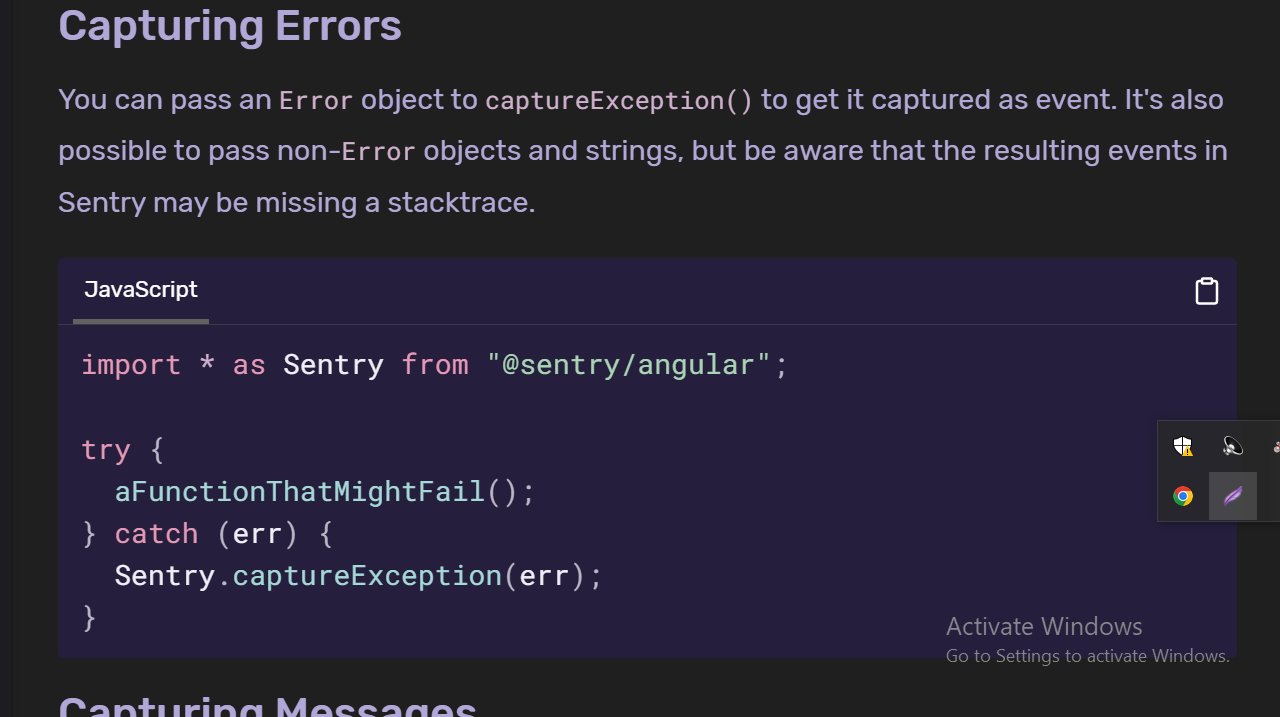 Capturing Errors
You can pass an Error object to captureException() to get it captured as event. It's also
possible to pass non-Error objects and strings, but be aware that the resulting events in
Sentry may be missing a stacktrace.
JavaScript
import * as Sentry from "@sentry/angular";
try {
  aFunctionThatMightFail();
} catch (err) {
  Sentry.captureException(err);
}
Activate Windows
Go to Settings to activate Windows.
Capturing Messages